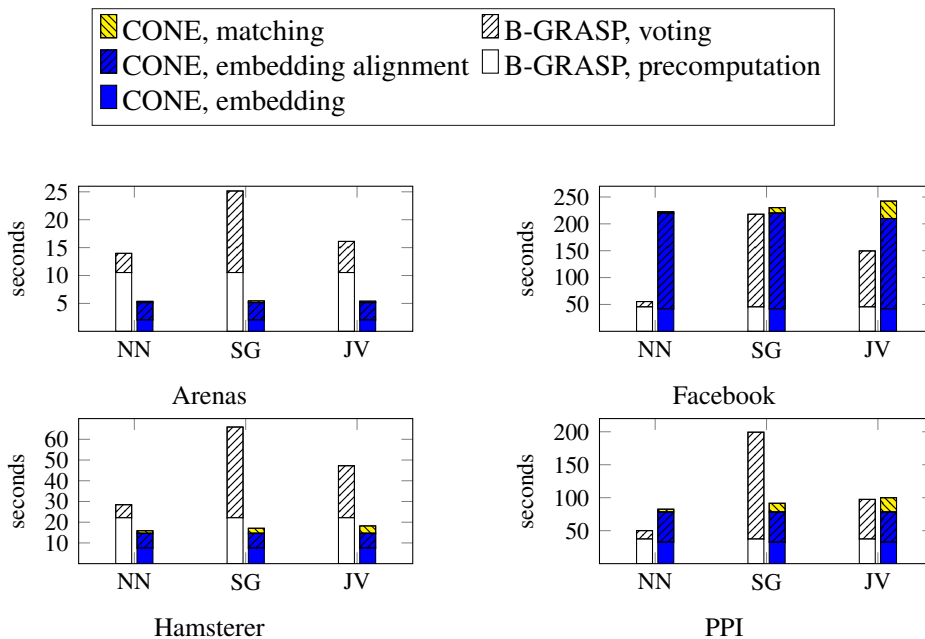 CONE, matching
CONE, embedding alignment
CONE, embedding
B-GRASP, voting
B-GRASP, precomputation
25
20
15
10
5
seconds
NN SG JV
Arenas
250
200
150
100
50
seconds
NN SG JV
Facebook
60
50
40
30
20
10
seconds
NN SG JV
Hamsterer
200
150
100
50
seconds
NN SG JV
PPI